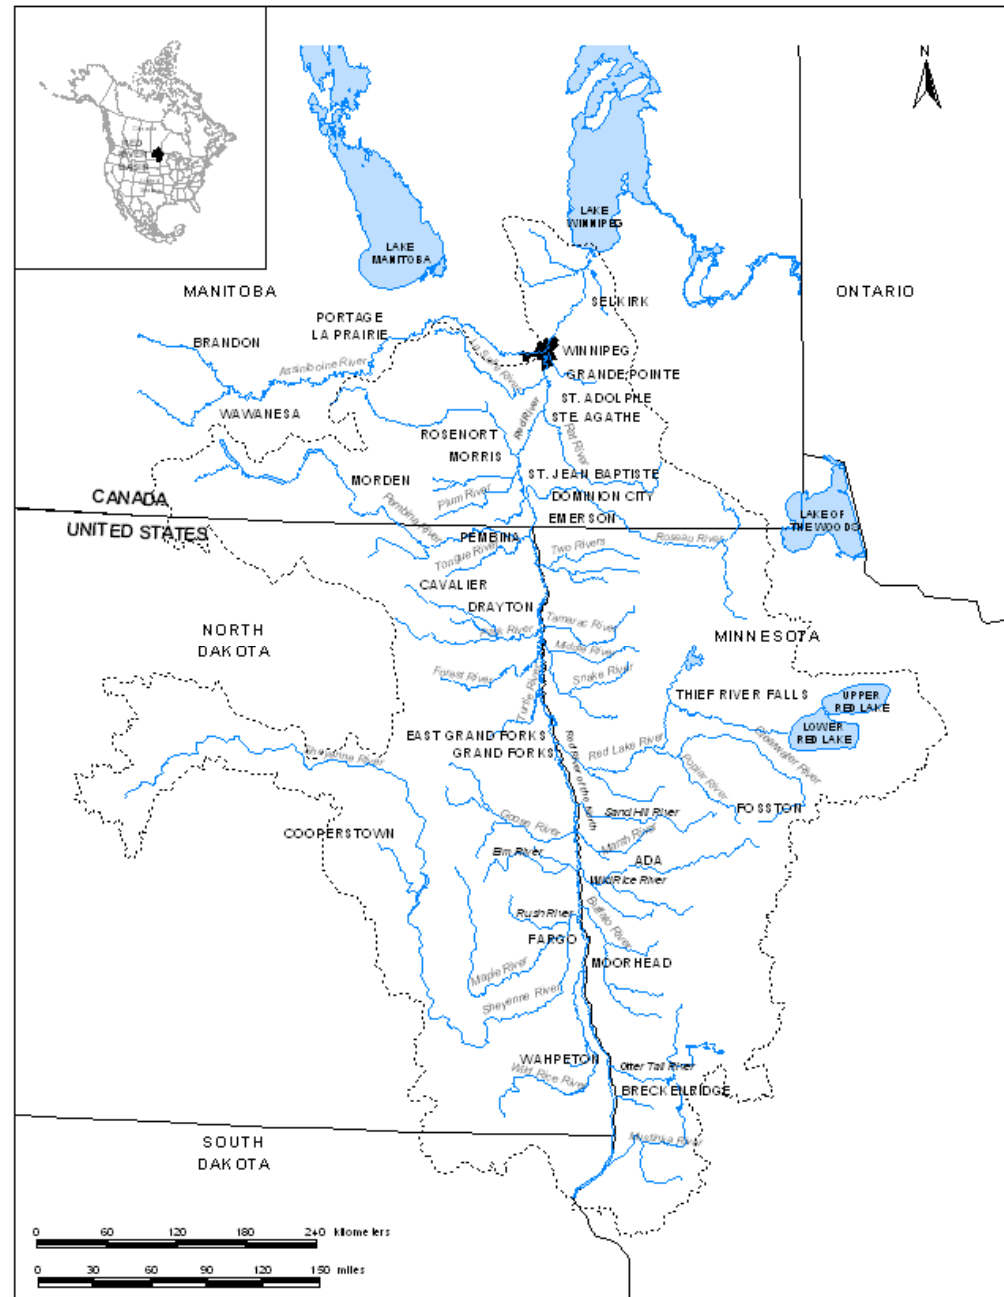 N
LAKE
WINNIPEG
LAKE
MANITOBA
MANITOBA
ONTARIO
SELKIRK
PORTAGE
LA PRAIRIE
BRANDON
WINNIPEG
La Salle River
Assiniboine River
GRANDE POINTE
ST. ADOLPHE
STE. AGATHE
WAWANESA
Red River
Rat River
ROSENORT
MORRIS
ST. JEAN BAPTISTE
MORDEN
DOMINION CITY
Plum River
CANADA
LAKE OF
THE WOODS
EMERSON
Pembina River
UNITED STATES
PEMBINA
Roseau River
Two Rivers
Tongue River
CAVALIER
DRAYTON
Tamarac River
NORTH
DAKOTA
Park River
MINNESOTA
Middle River
Forest River
Snake River
Turtle River
THIEF RIVER FALLS
UPPER
RED LAKE
LOWER
RED LAKE
EAST GRAND FORKS
GRAND FORKS
Red Lake River
Clearwater River
Sheyenne River
Red River of the North
Poplar River
FOSSTON
Sand Hill River
Goose River
COOPERSTOWN
Marsh River
Elm River
ADA
Wild Rice River
Rush River
Buffalo River
FARGO
MOORHEAD
Maple River
Sheyenne River
WAHPETON
Otter Tail River
Wild Rice River
BRECKENRIDGE
Mustinka River
SOUTH
DAKOTA
0 60 120 180 240 kilometers
0 30 60 90 120 150 miles